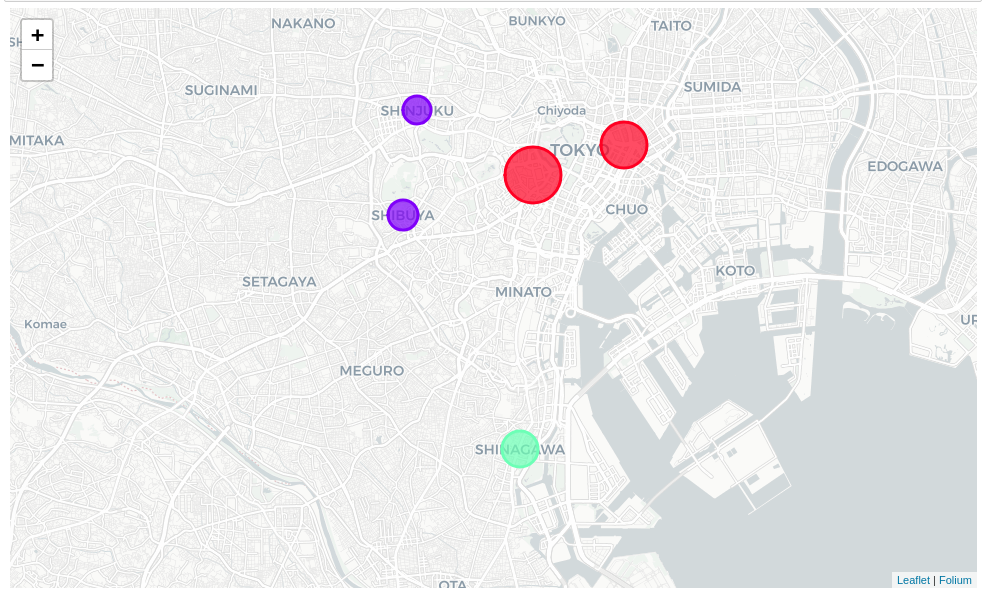 NAKANO
BUNKYO
TAITO
+
−
SUGINAMI
SUMIDA
SHINJUKU
Chiyoda
MITAKA
TOKYO
EDOGAWA
SHIBUYA
CHUO
SETAGAYA
KOTO
MINATO
Komae
MEGURO
SHINAGAWA
OTA
Leaflet | Folium